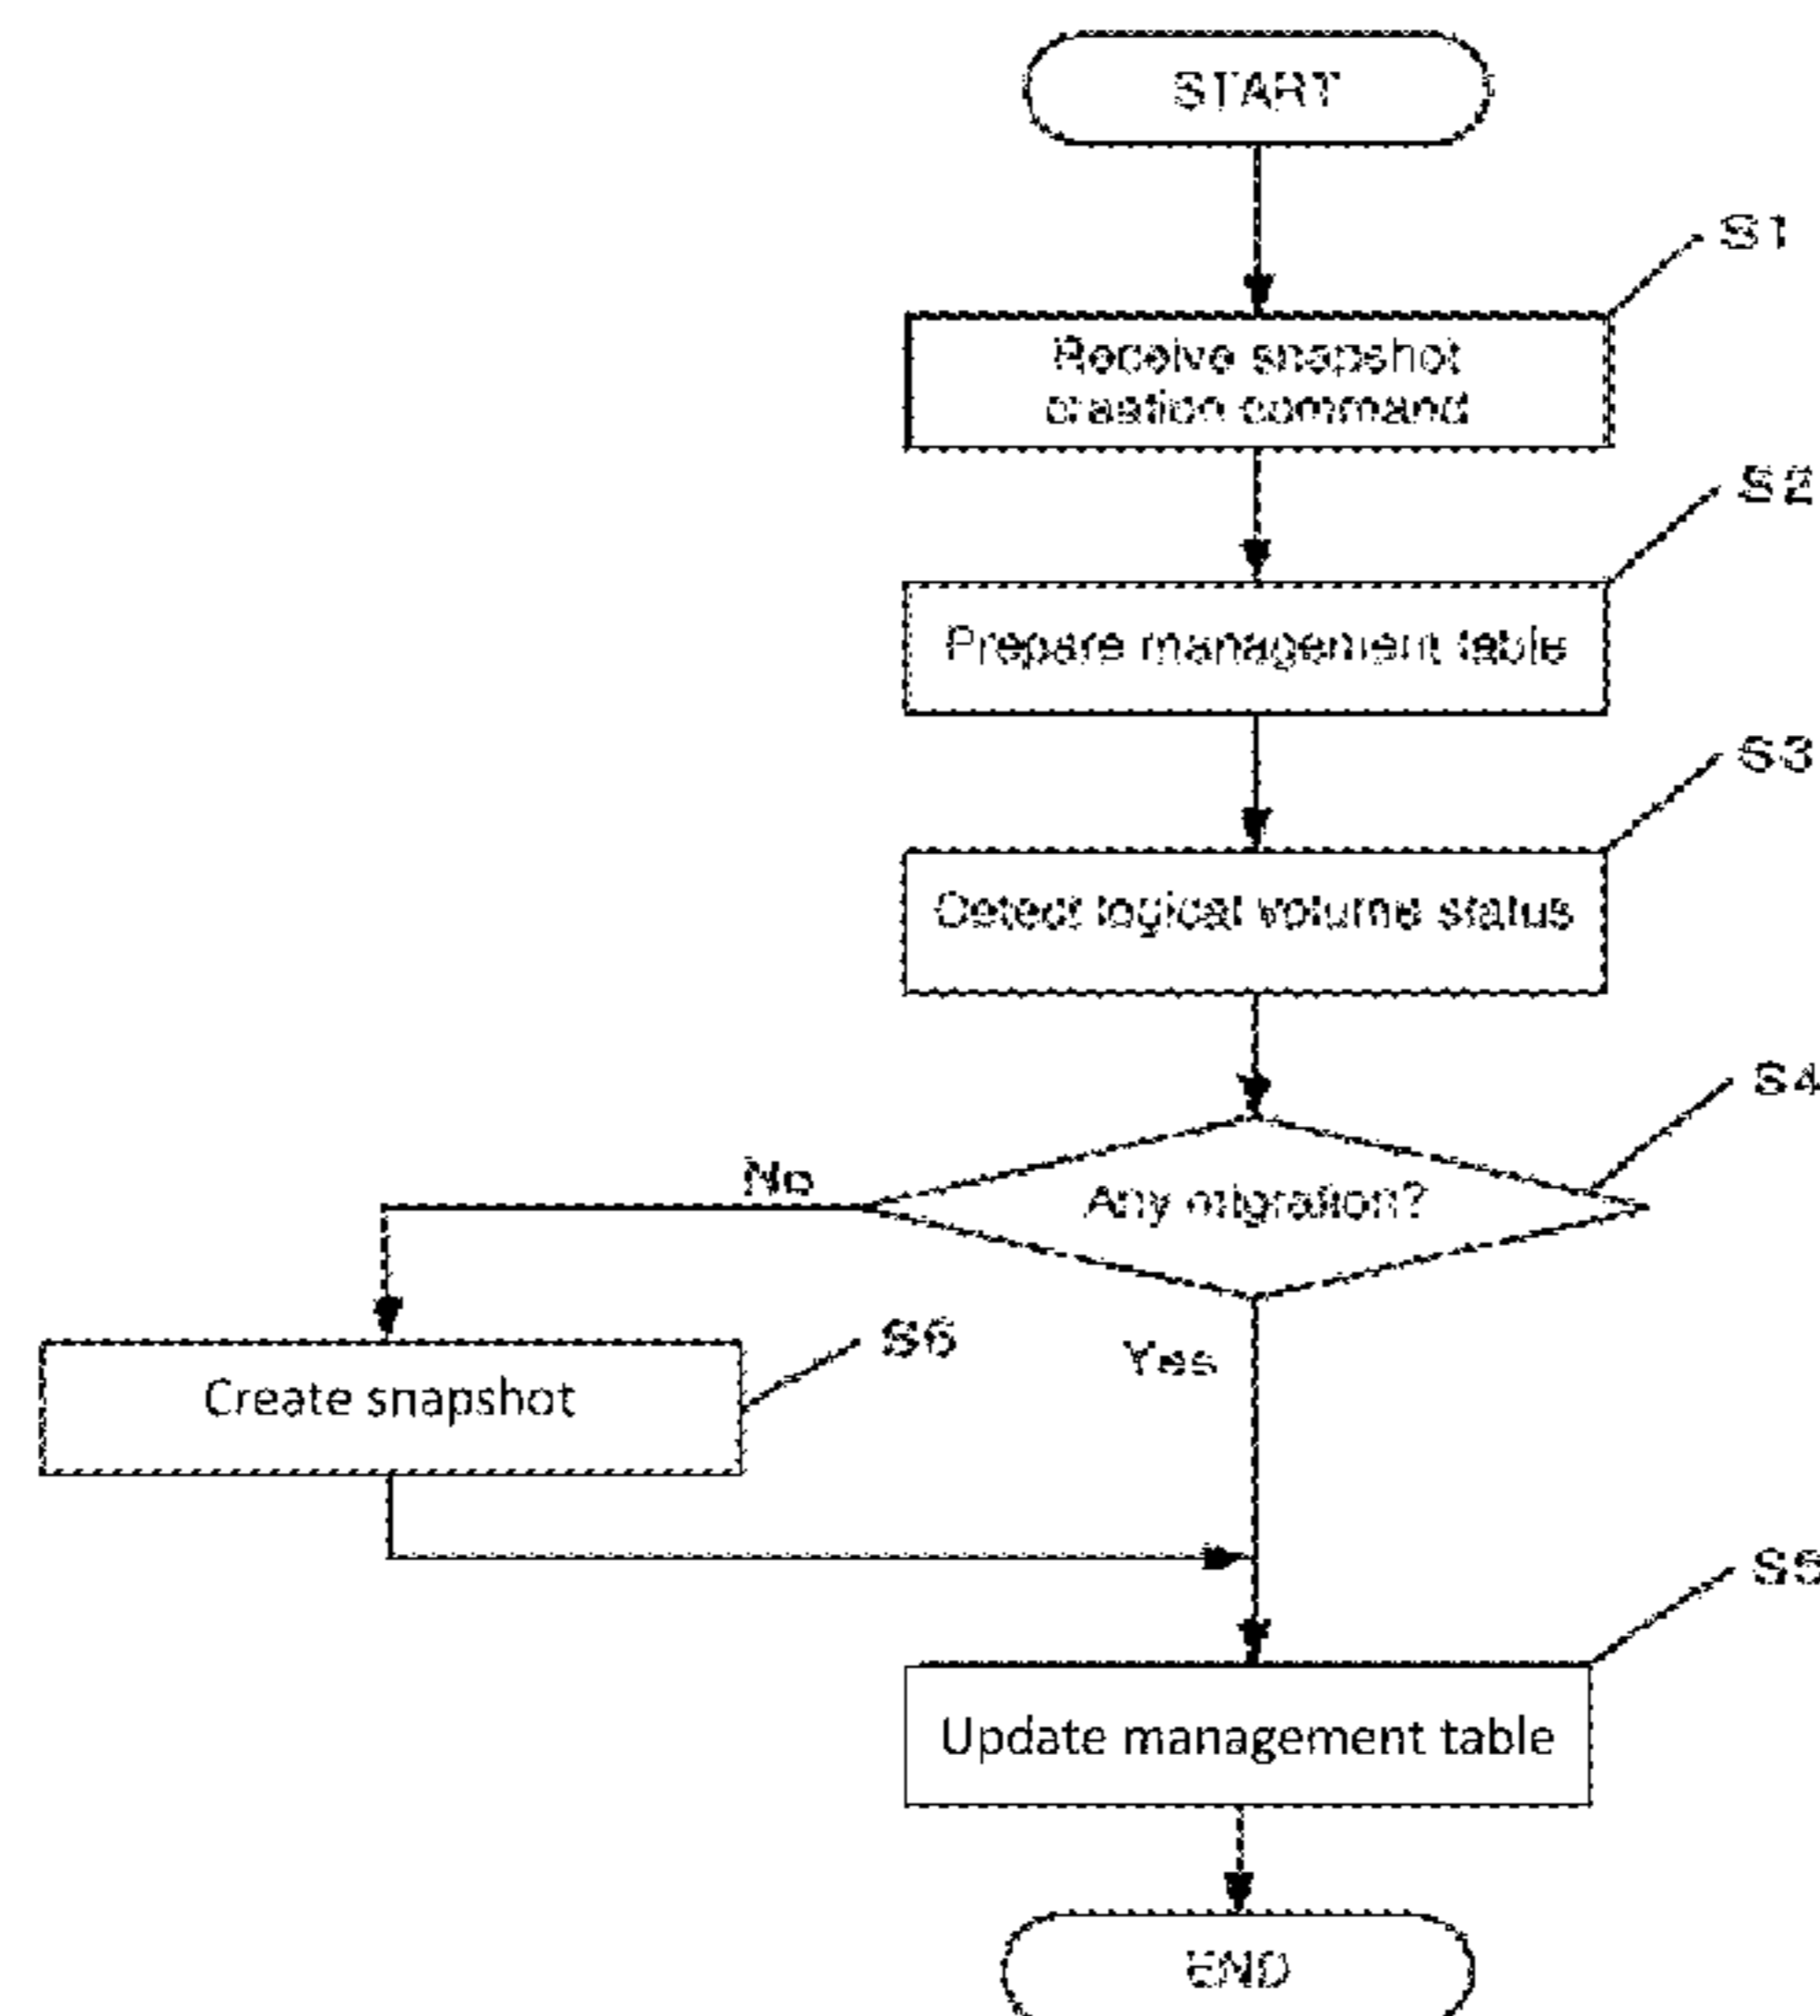 START
S1
Receive snapshot
creation command
S2
Prepare management table
S3
Detect logical volume status
S4
Any migration?
No
Yes
S6
Create snapshot
S5
Update management table
END